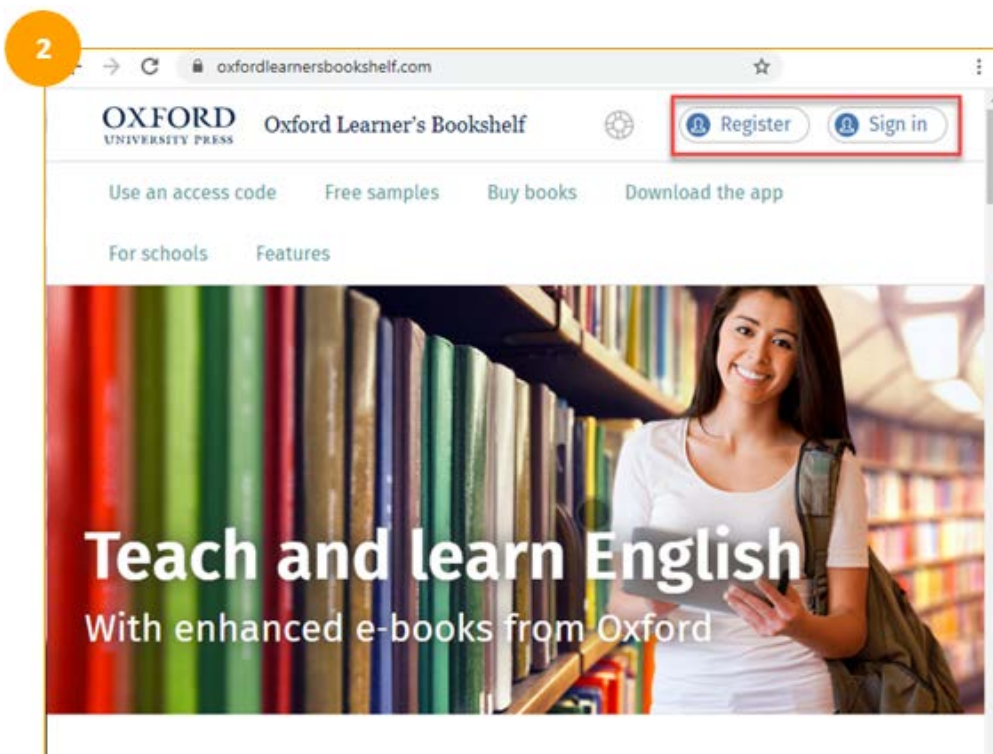 2
oxfordlearnersbookshelf.com
OXFORD
UNIVERSITY PRESS
Oxford Learner's Bookshelf
Register
Sign in
Use an access code Free samples Buy books Download the app
For schools Features
Teach and learn English
With enhanced e-books from Oxford